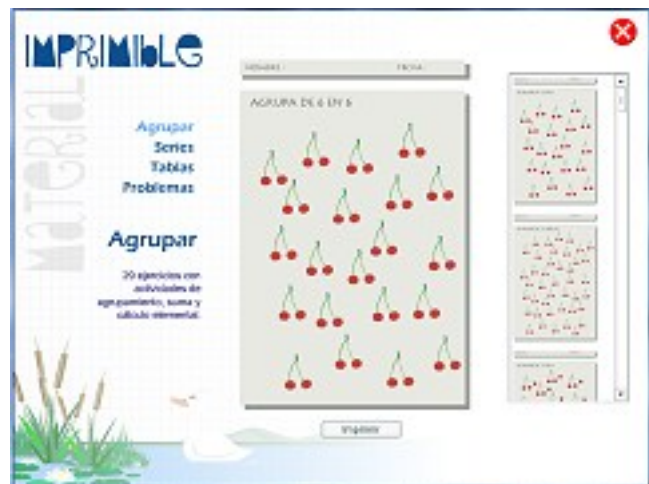 IMPRIMIBLE
MATERIAL
NOMBRE:
FECHA:
AGRUPA DE 6 EN 6
Agrupar
Series
Tablas
Problemas
Agrupar
20 ejercicios con
actividades de
agrupamiento, suma y
cálculo elemental.
Imprimir